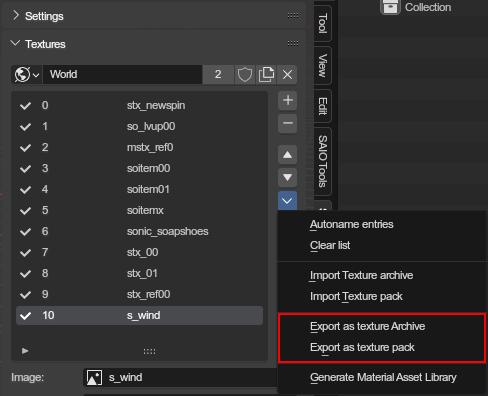 Settings
Collection
Textures
World 2
0 stx_newspin
1 so_lvup00
2 mstx_ref0
3 soitem00
4 soitem01
5 soitemx
6 sonic_soapshoes
7 stx_00
8 stx_01
9 stx_ref00
10 s_wind
Image: s_wind
Tool
View
Edit
SAIO Tools
Autoname entries
Clear list
Import Texture archive
Import Texture pack
Export as texture Archive
Export as texture pack
Generate Material Asset Library